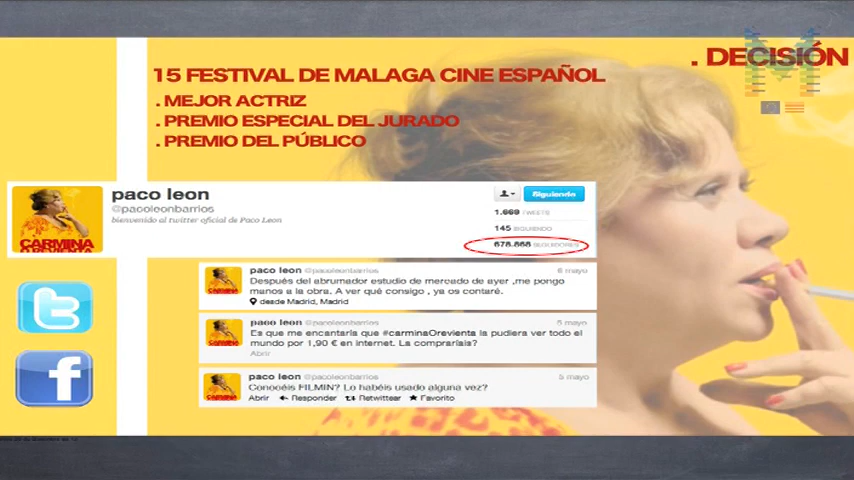 . DECISIÓN
15 FESTIVAL DE MALAGA CINE ESPAÑOL
. MEJOR ACTRIZ
. PREMIO ESPECIAL DEL JURADO
. PREMIO DEL PÚBLICO
paco leon
@pacoleonbarrios
bienvenido al twitter oficial de Paco Leon
Siguiendo
1.669 TWEETS
145 SIGUIENDO
678.868 SEGUIDORES
CARMINA
O REVIENTA
paco leon @pacoleonbarrios 6 mayo
Después del abrumador estudio de mercado de ayer ,me pongo
manos a la obra. A ver qué consigo , ya os contaré.
desde Madrid, Madrid
paco leon @pacoleonbarrios 5 mayo
Es que me encantaría que #carminaOrevienta la pudiera ver todo el
mundo por 1,90 € en internet. La compraríais?
Abrir
paco leon @pacoleonbarrios 5 mayo
Conocéis FILMIN? Lo habéis usado alguna vez?
Abrir Responder Retwittear Favorito